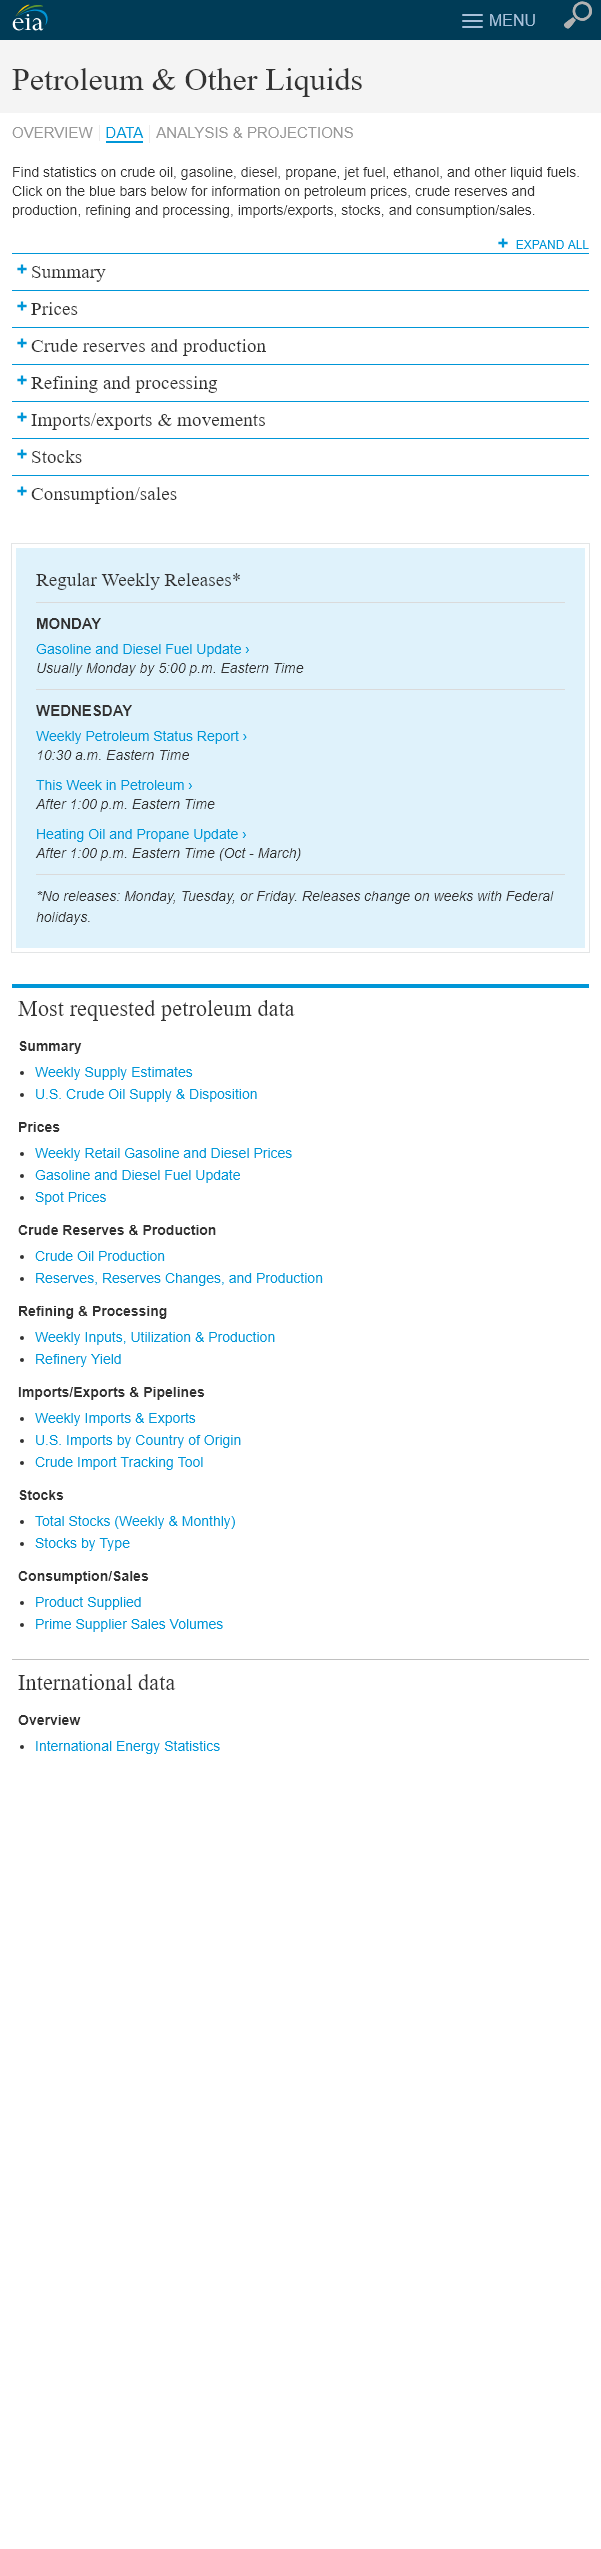 eia
MENU
Petroleum & Other Liquids
OVERVIEW DATA ANALYSIS & PROJECTIONS
Find statistics on crude oil, gasoline, diesel, propane, jet fuel, ethanol, and other liquid fuels.
Click on the blue bars below for information on petroleum prices, crude reserves and
production, refining and processing, imports/exports, stocks, and consumption/sales.
+ EXPAND ALL
+ Summary
+ Prices
+ Crude reserves and production
+ Refining and processing
+ Imports/exports & movements
+ Stocks
+ Consumption/sales
Regular Weekly Releases*
MONDAY
Gasoline and Diesel Fuel Update ›
Usually Monday by 5:00 p.m. Eastern Time
WEDNESDAY
Weekly Petroleum Status Report ›
10:30 a.m. Eastern Time
This Week in Petroleum ›
After 1:00 p.m. Eastern Time
Heating Oil and Propane Update ›
After 1:00 p.m. Eastern Time (Oct - March)
*No releases: Monday, Tuesday, or Friday. Releases change on weeks with Federal
holidays.
Most requested petroleum data
Summary
• Weekly Supply Estimates
• U.S. Crude Oil Supply & Disposition
Prices
• Weekly Retail Gasoline and Diesel Prices
• Gasoline and Diesel Fuel Update
• Spot Prices
Crude Reserves & Production
• Crude Oil Production
• Reserves, Reserves Changes, and Production
Refining & Processing
• Weekly Inputs, Utilization & Production
• Refinery Yield
Imports/Exports & Pipelines
• Weekly Imports & Exports
• U.S. Imports by Country of Origin
• Crude Import Tracking Tool
Stocks
• Total Stocks (Weekly & Monthly)
• Stocks by Type
Consumption/Sales
• Product Supplied
• Prime Supplier Sales Volumes
International data
Overview
• International Energy Statistics